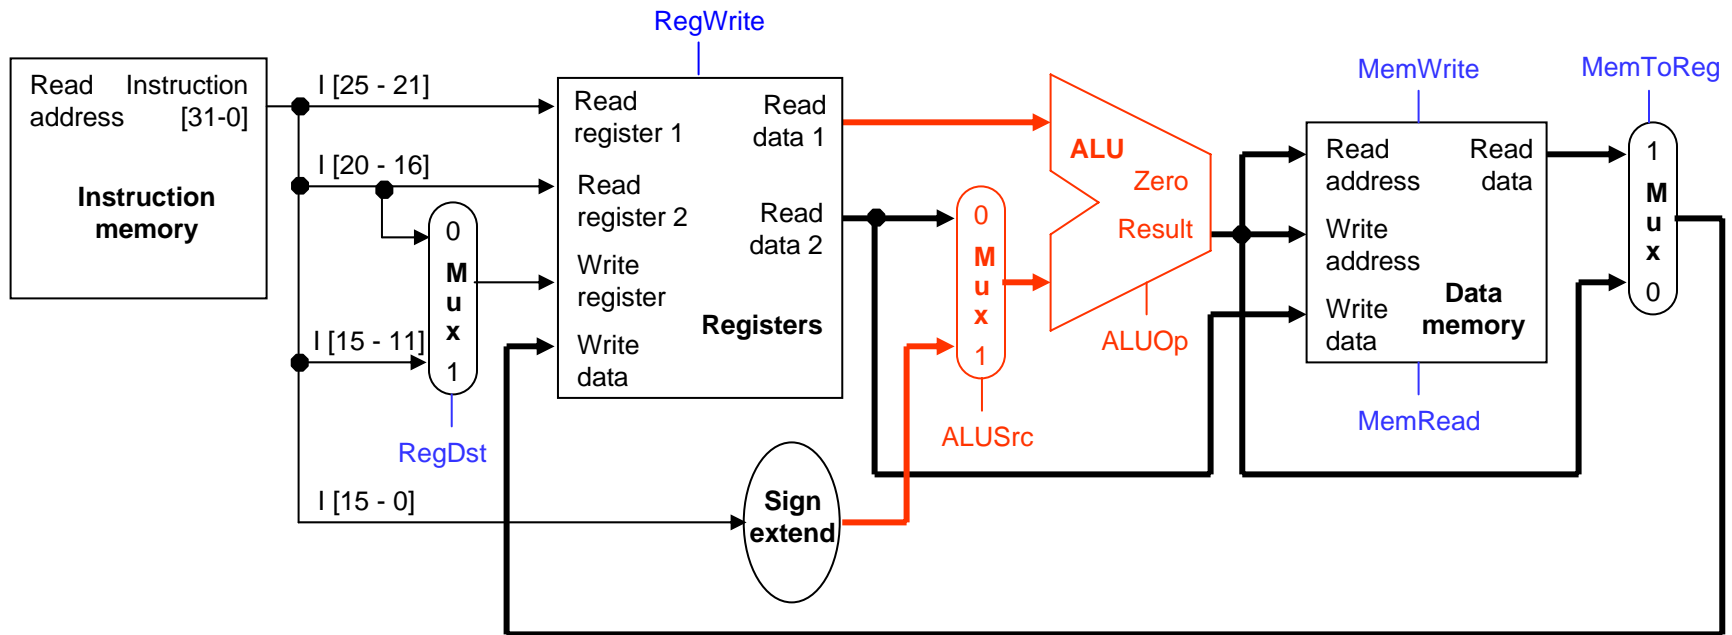 RegWrite
Read Instruction
address [31-0]
Instruction
memory
I [25 - 21]
I [20 - 16]
I [15 - 11]
I [15 - 0]
0
M
u
x
1
RegDst
Read
register 1
Read
register 2
Write
register
Write
data
Read
data 1
Read
data 2
Registers
Sign
extend
0
M
u
x
1
ALUSrc
ALU
Zero
Result
ALUOp
MemWrite
Read
address
Write
address
Write
data
Read
data
Data
memory
MemRead
MemToReg
1
M
u
x
0